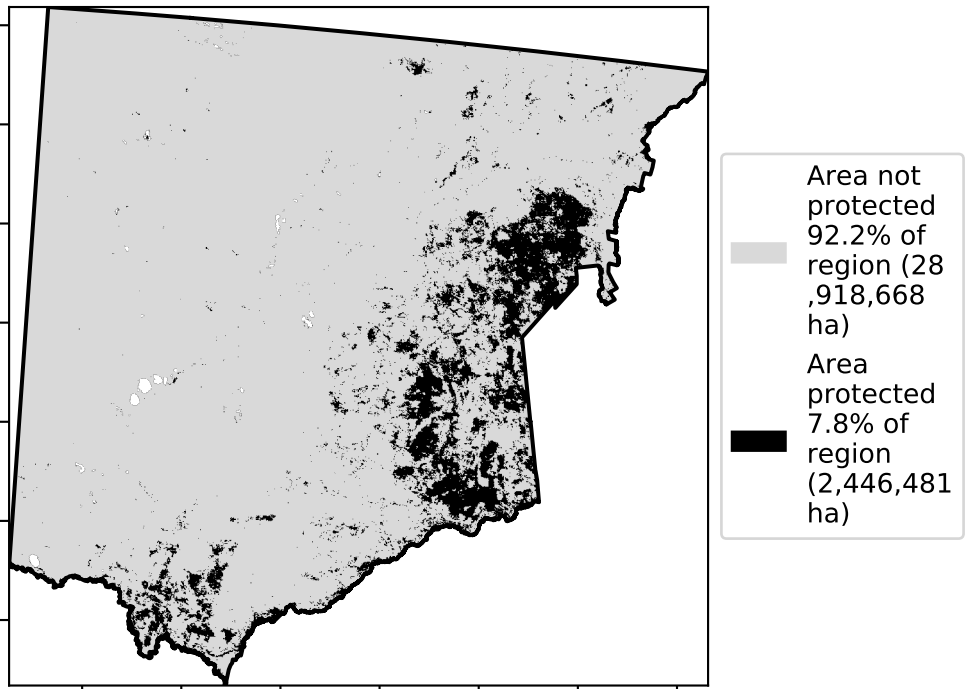 Area not
protected
92.2% of
region (28
,918,668
ha)
Area
protected
7.8% of
region
(2,446,481
ha)